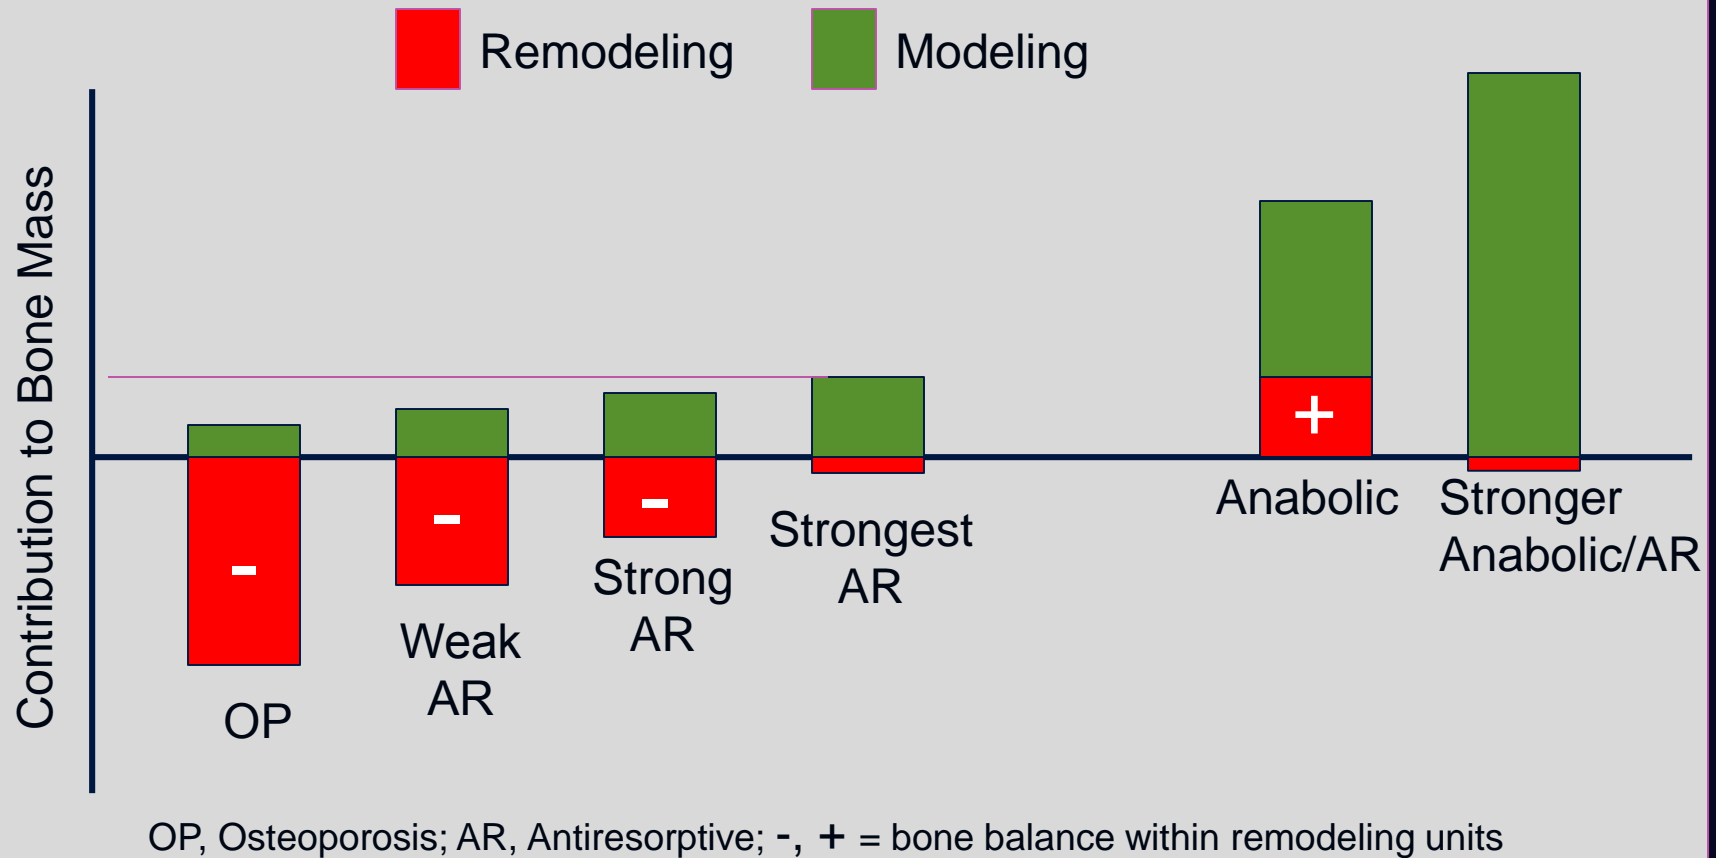 Remodeling
Modeling
Contribution to Bone Mass
+
-
-
-
Anabolic
Stronger
Anabolic/AR
Strongest
AR
Strong
AR
Weak
AR
OP
OP, Osteoporosis; AR, Antiresorptive; -, + = bone balance within remodeling units